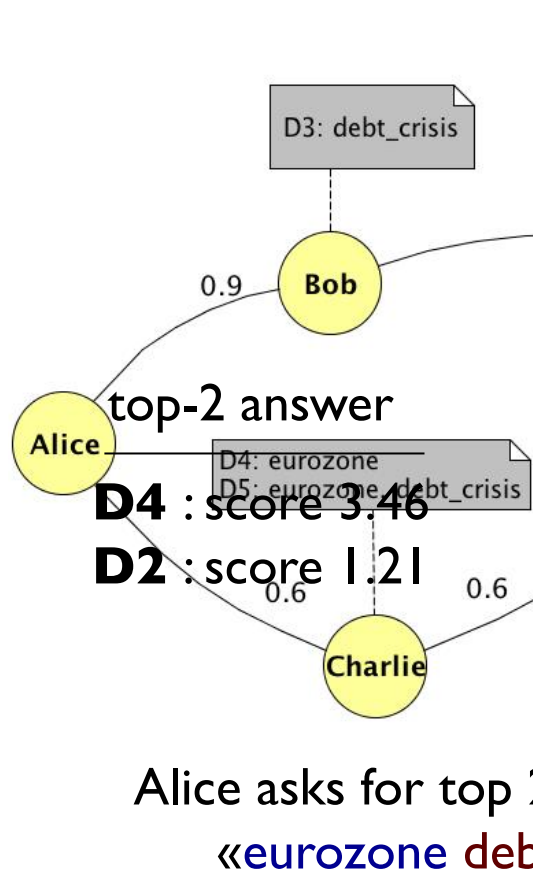 D3: debt_crisis
0.9
Bob
top-2 answer
Alice
D4: eurozone
D5: eurozone, debt_crisis
D4 : score 3.46
D2 : score 1.21
0.6
0.6
Charlie
Alice asks for top
«eurozone deb